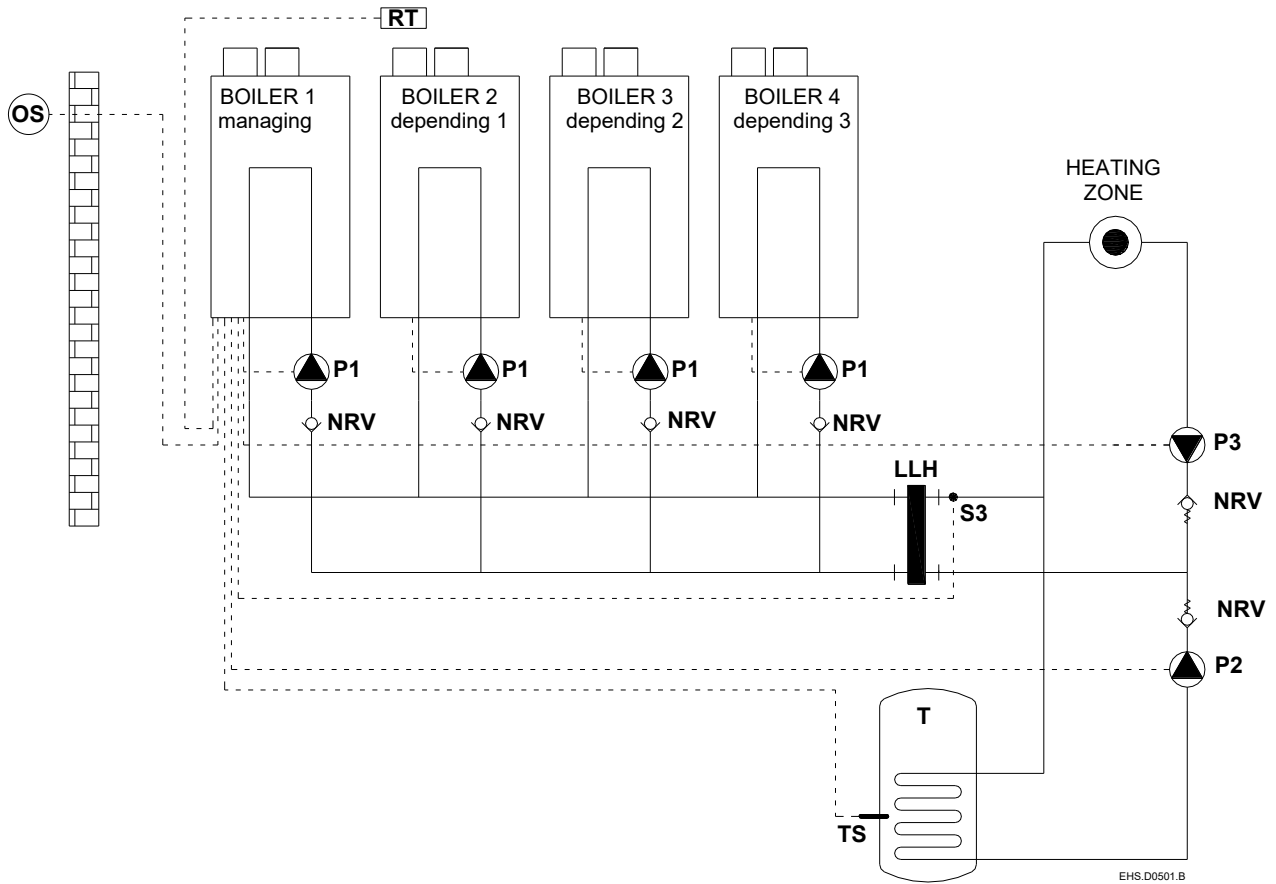 RT
OS
BOILER 1
managing
BOILER 2
depending 1
BOILER 3
depending 2
BOILER 4
depending 3
HEATING
ZONE
P1
P1
P1
P1
NRV
NRV
NRV
NRV
P3
LLH
S3
NRV
NRV
P2
T
TS
EHS.D0501.B